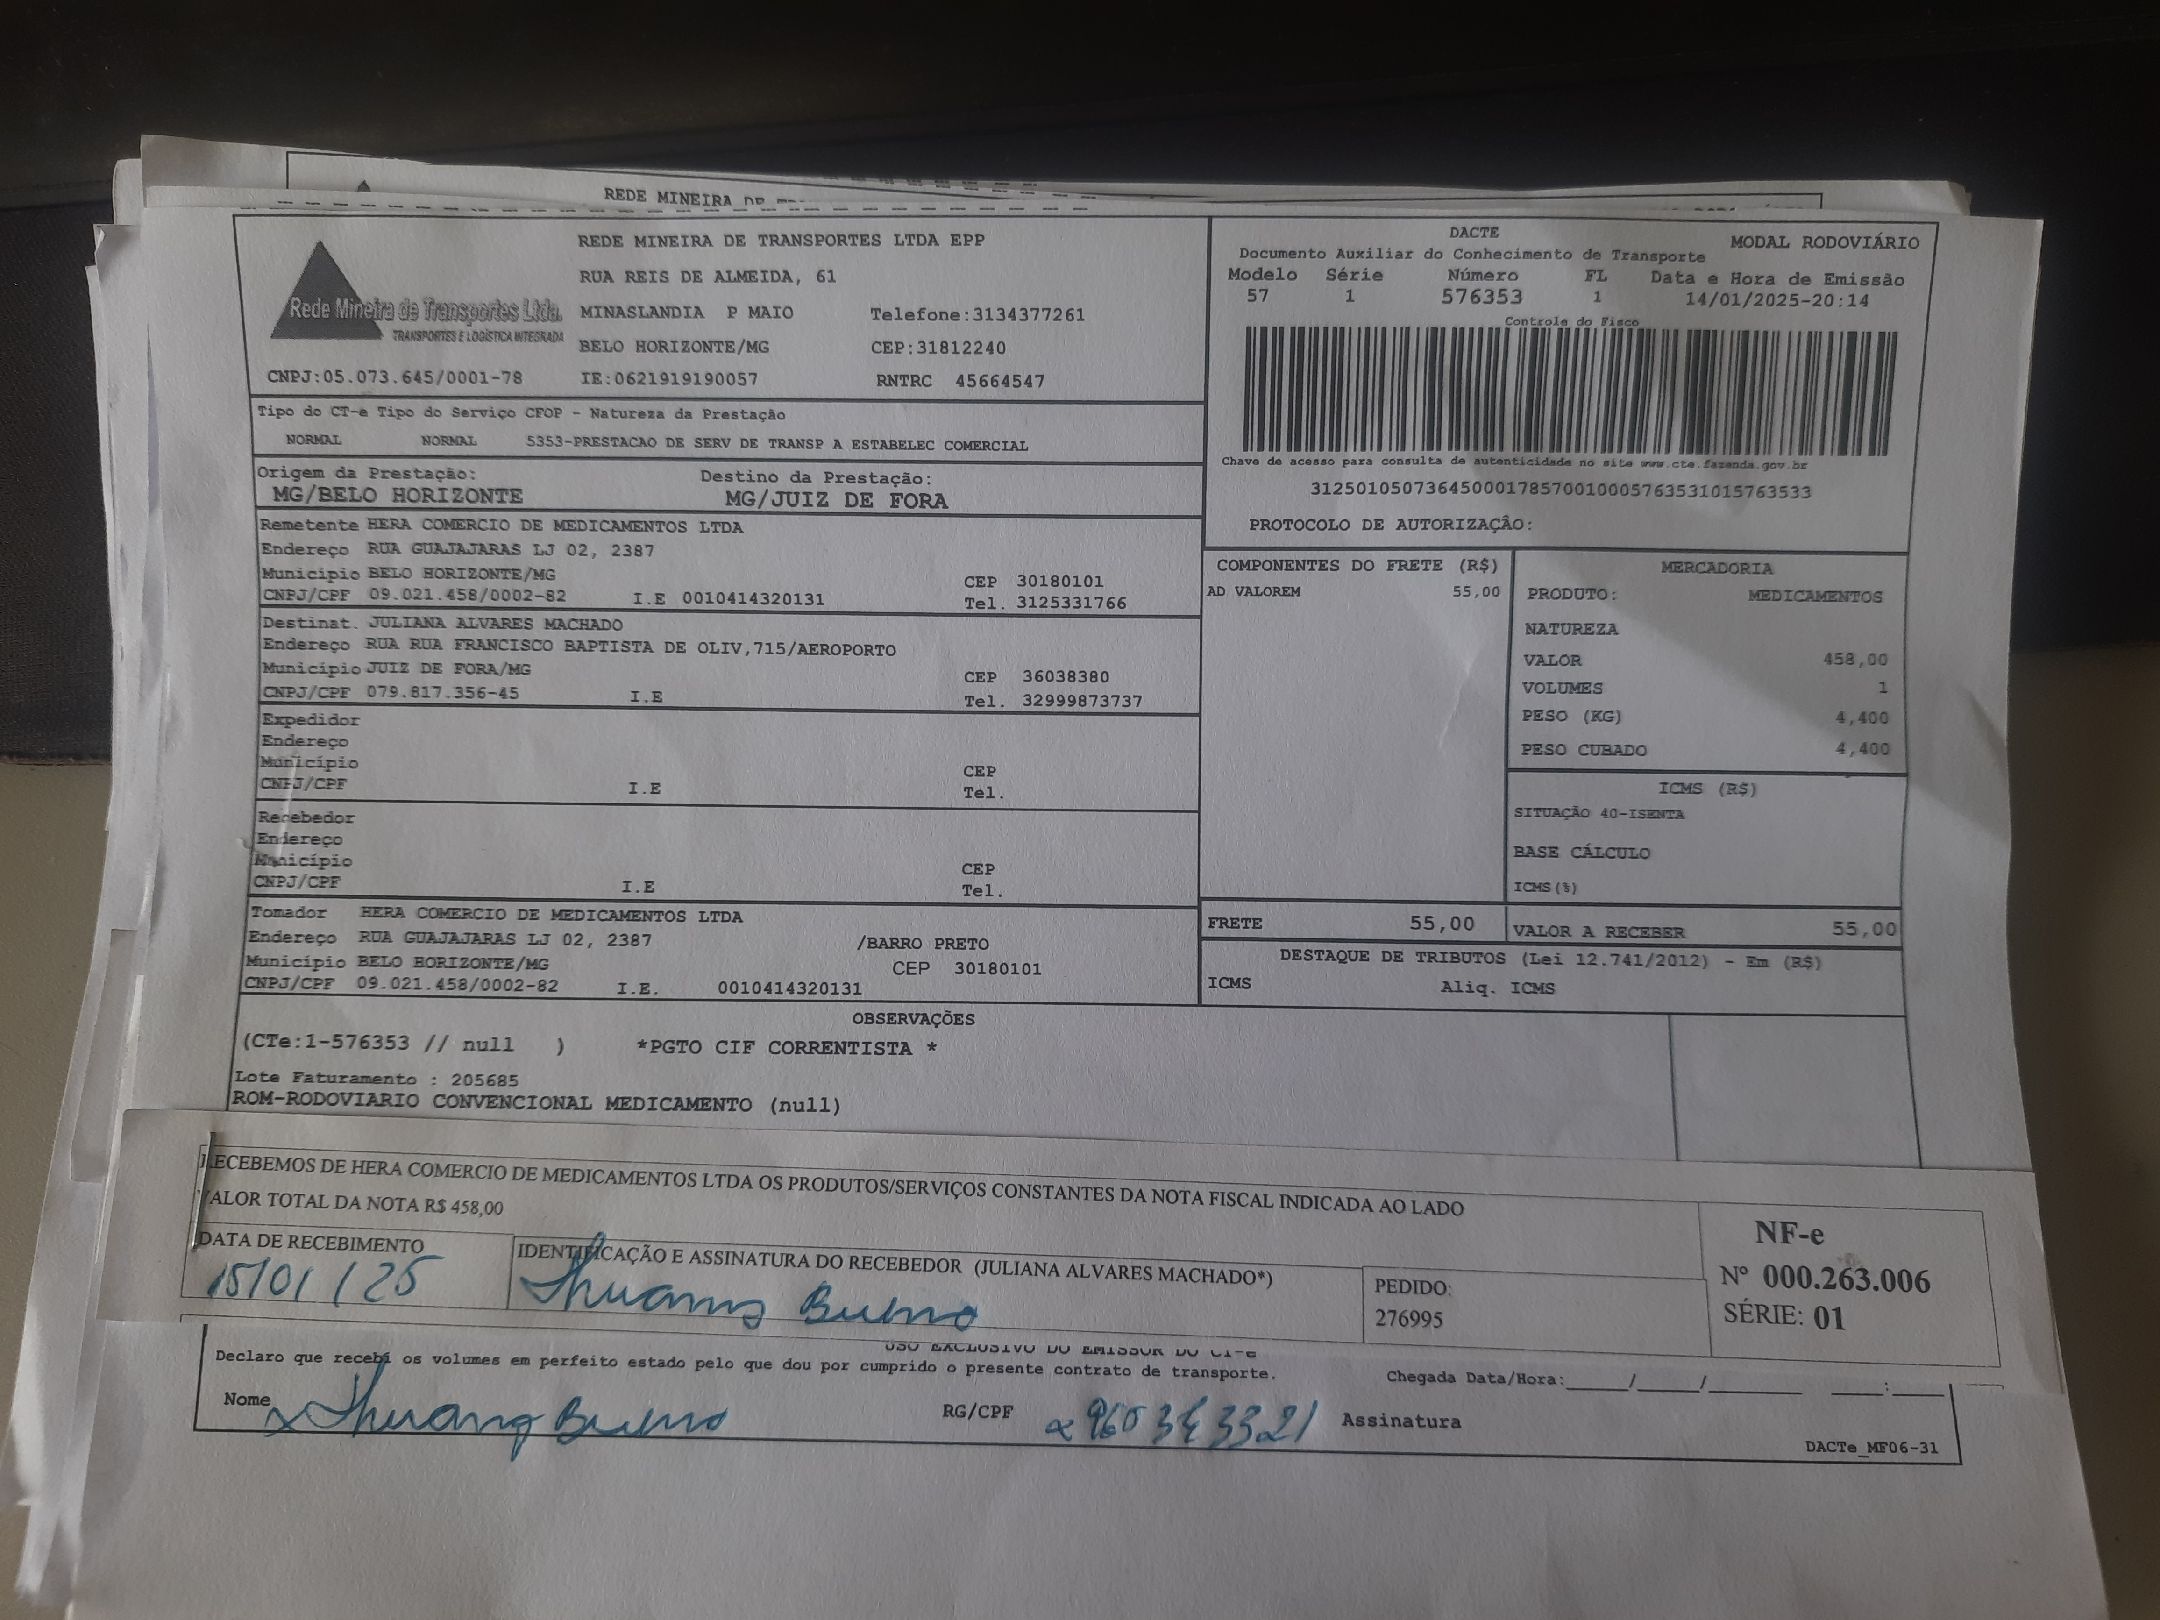 REDE MINEIRA DE
REDE MINEIRA DE TRANSPORTES LTDA EPP
RUA REIS DE ALMEIDA, 61
MINASLANDIA P MAIO Telefone:3134377261
BELO HORIZONTE/MG CEP:31812240
Rede Mineira de Transportes Ltda.
TRANSPORTES E LOGÍSTICA INTEGRADA
CNPJ:05.073.645/0001-78 IE:0621919190057 RNTRC 45664547
DACTE
Documento Auxiliar do Conhecimento de Transporte MODAL RODOVIÁRIO
Modelo Série Número FL Data e Hora de Emissão
57 1 576353 1 14/01/2025-20:14
Controle do Fisco
Chave de acesso para consulta de autenticidade no site www.cte.fazenda.gov.br
31250105073645000178570010005763531015763533
PROTOCOLO DE AUTORIZAÇÃO:
Tipo do CT-e Tipo do Serviço CFOP - Natureza da Prestação
NORMAL NORMAL 5353-PRESTACAO DE SERV DE TRANSP A ESTABELEC COMERCIAL
Origem da Prestação: Destino da Prestação:
MG/BELO HORIZONTE MG/JUIZ DE FORA
Remetente HERA COMERCIO DE MEDICAMENTOS LTDA
Endereço RUA GUAJAJARAS LJ 02, 2387
Município BELO HORIZONTE/MG CEP 30180101
CNPJ/CPF 09.021.458/0002-82 I.E 0010414320131 Tel. 3125331766
Destinat. JULIANA ALVARES MACHADO
Endereço RUA RUA FRANCISCO BAPTISTA DE OLIV,715/AEROPORTO
Município JUIZ DE FORA/MG CEP 36038380
CNPJ/CPF 079.817.356-45 I.E Tel. 32999873737
Expedidor
Endereço
Município CEP
CNPJ/CPF I.E Tel.
Recebedor
Endereço
Município CEP
CNPJ/CPF I.E Tel.
Tomador HERA COMERCIO DE MEDICAMENTOS LTDA
Endereço RUA GUAJAJARAS LJ 02, 2387 /BARRO PRETO
Município BELO HORIZONTE/MG CEP 30180101
CNPJ/CPF 09.021.458/0002-82 I.E. 0010414320131
COMPONENTES DO FRETE (R$)
AD VALOREM 55,00
MERCADORIA
PRODUTO: MEDICAMENTOS
NATUREZA
VALOR 458,00
VOLUMES 1
PESO (KG) 4,400
PESO CUBADO 4,400
ICMS (R$)
SITUAÇÃO 40-ISENTA
BASE CÁLCULO
ICMS(%)
FRETE 55,00 VALOR A RECEBER 55,00
DESTAQUE DE TRIBUTOS (Lei 12.741/2012) - Em (R$)
ICMS Aliq. ICMS
OBSERVAÇÕES
(CTe:1-576353 // null ) *PGTO CIF CORRENTISTA *
Lote Faturamento : 205685
ROM-RODOVIARIO CONVENCIONAL MEDICAMENTO (null)
RECEBEMOS DE HERA COMERCIO DE MEDICAMENTOS LTDA OS PRODUTOS/SERVIÇOS CONSTANTES DA NOTA FISCAL INDICADA AO LADO
VALOR TOTAL DA NOTA R$ 458,00
DATA DE RECEBIMENTO IDENTIFICAÇÃO E ASSINATURA DO RECEBEDOR (JULIANA ALVARES MACHADO*)
15/01/25 Bueno
PEDIDO:
276995
NF-e
Nº 000.263.006
SÉRIE: 01
USO EXCLUSIVO DO EMISSOR DO CT-e
Declaro que recebi os volumes em perfeito estado pelo que dou por cumprido o presente contrato de transporte. Chegada Data/Hora:_____/_____/_______ ____:____
Nome Bueno RG/CPF Assinatura
DACTe_MF06-31